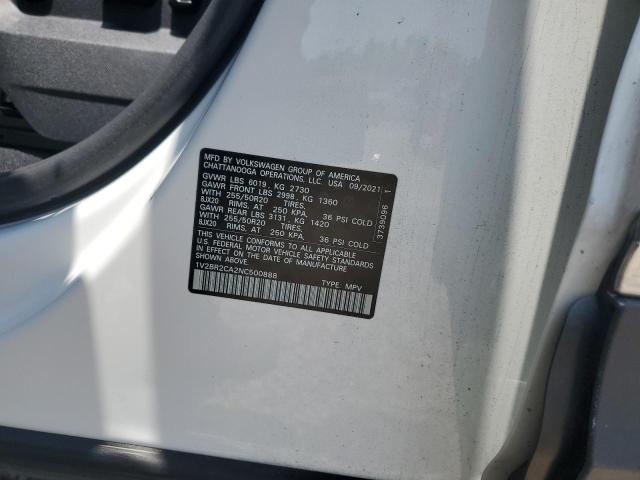 MFD BY VOLKSWAGEN GROUP OF AMERICA
CHATTANOOGA OPERATIONS, LLC. USA 09/2021
GVWR LBS 6019, KG 2730
GAWR FRONT LBS 2998, KG 1360
WITH 255/50R20 TIRES,
8JX20 RIMS, AT 250 KPA, 36 PSI COLD
GAWR REAR LBS 3131, KG 1420
WITH 255/50R20 TIRES,
8JX20 RIMS, AT 250 KPA, 36 PSI COLD
THIS VEHICLE CONFORMS TO ALL APPLICABLE
U.S. FEDERAL MOTOR VEHICLE SAFETY STANDARDS
IN EFFECT ON THE DATE OF MANUFACTURE
SHOWN ABOVE.
1V2BR2CA2NC500888
TYPE: MPV
3739096 1